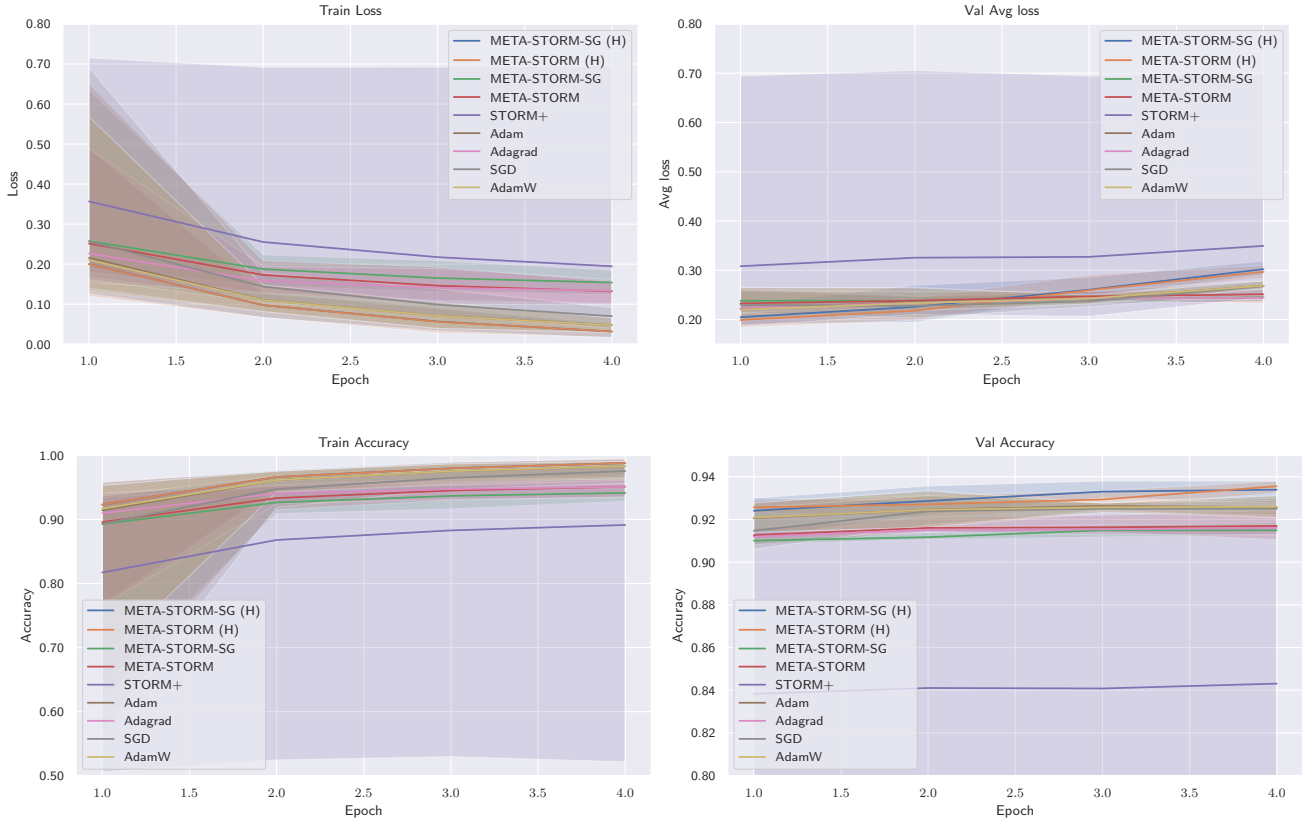 Train Loss
0.80
0.70
0.60
0.50
0.40
0.30
0.20
0.10
0.00
Loss
META-STORM-SG (H)
META-STORM (H)
META-STORM-SG
META-STORM
STORM+
Adam
Adagrad
SGD
AdamW
1.0 1.5 2.0 2.5 3.0 3.5 4.0
Epoch
Val Avg loss
0.80
0.70
0.60
0.50
0.40
0.30
0.20
Avg loss
META-STORM-SG (H)
META-STORM (H)
META-STORM-SG
META-STORM
STORM+
Adam
Adagrad
SGD
AdamW
1.0 1.5 2.0 2.5 3.0 3.5 4.0
Epoch
Train Accuracy
1.00
0.90
0.80
0.70
0.60
0.50
Accuracy
META-STORM-SG (H)
META-STORM (H)
META-STORM-SG
META-STORM
STORM+
Adam
Adagrad
SGD
AdamW
1.0 1.5 2.0 2.5 3.0 3.5 4.0
Epoch
Val Accuracy
0.94
0.92
0.90
0.88
0.86
0.84
0.82
0.80
Accuracy
META-STORM-SG (H)
META-STORM (H)
META-STORM-SG
META-STORM
STORM+
Adam
Adagrad
SGD
AdamW
1.0 1.5 2.0 2.5 3.0 3.5 4.0
Epoch